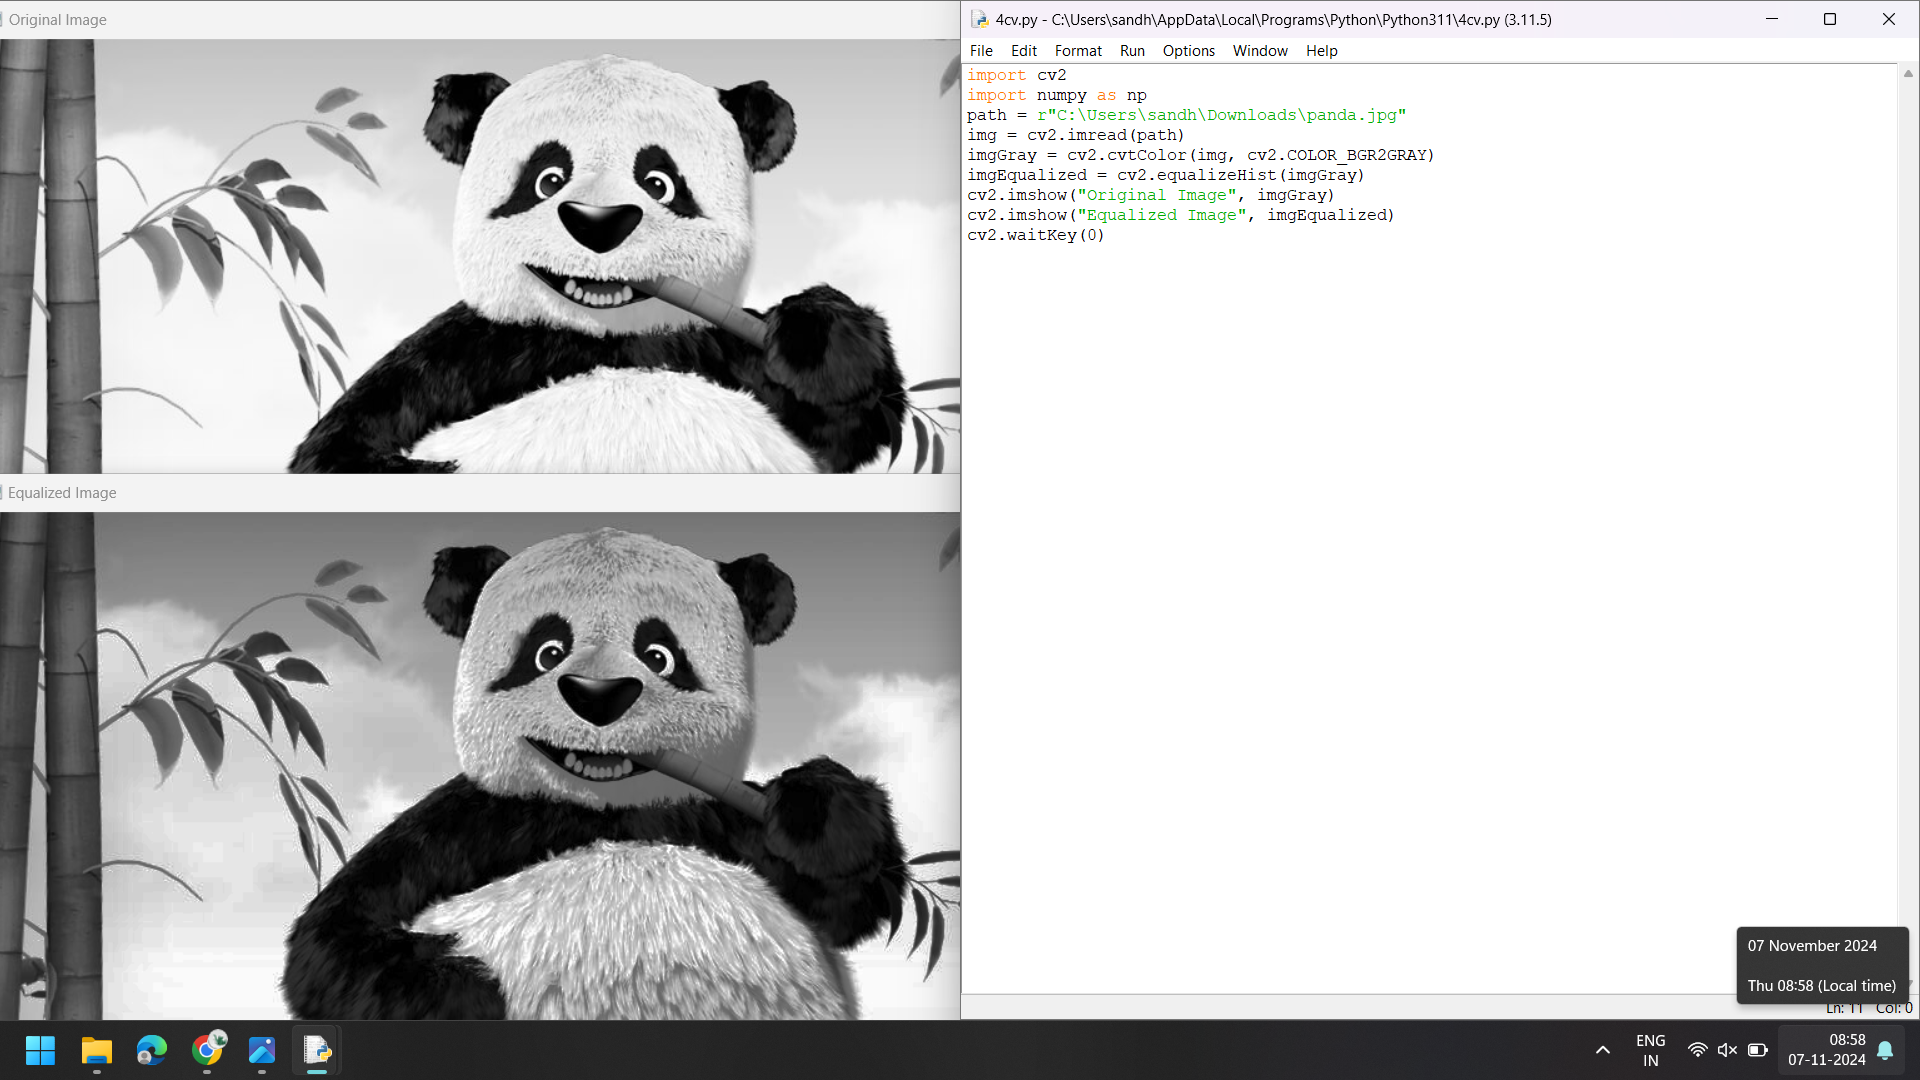 Original Image
Equalized Image
4cv.py - C:\Users\sandh\AppData\Local\Programs\Python\Python311\4cv.py (3.11.5)
File Edit Format Run Options Window Help
import cv2
import numpy as np
path = r"C:\Users\sandh\Downloads\panda.jpg"
img = cv2.imread(path)
imgGray = cv2.cvtColor(img, cv2.COLOR_BGR2GRAY)
imgEqualized = cv2.equalizeHist(imgGray)
cv2.imshow("Original Image", imgGray)
cv2.imshow("Equalized Image", imgEqualized)
cv2.waitKey(0)
07 November 2024
Thu 08:58 (Local time)
Ln: 11 Col: 0
ENG
IN
08:58
07-11-2024